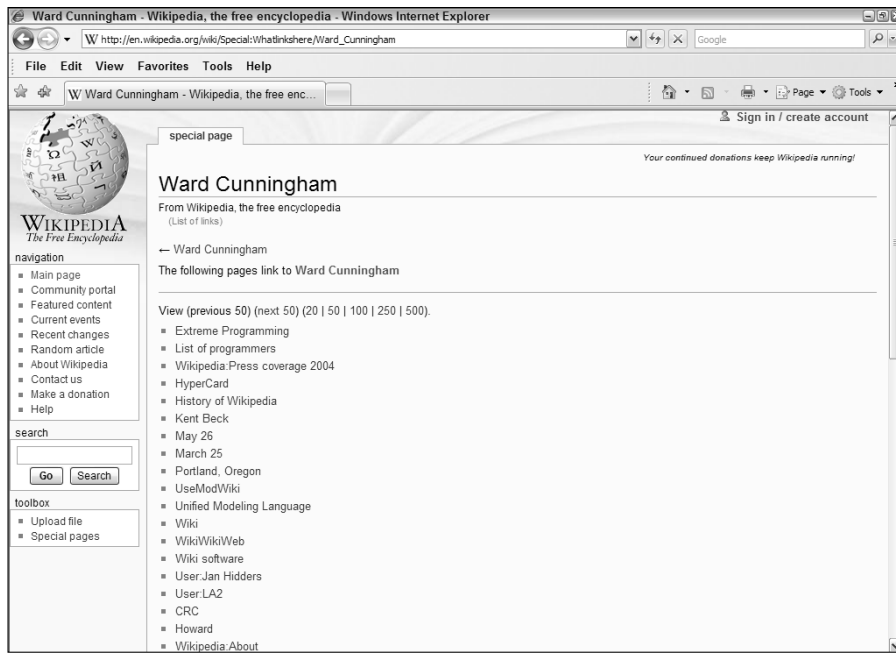 Ward Cunningham - Wikipedia, the free encyclopedia - Windows Internet Explorer
W http://en.wikipedia.org/wiki/Special:Whatlinkshere/Ward_Cunningham
Google
File Edit View Favorites Tools Help
W Ward Cunningham - Wikipedia, the free enc...
Page Tools
Sign in / create account
special page
Your continued donations keep Wikipedia running!
Ward Cunningham
From Wikipedia, the free encyclopedia
(List of links)
← Ward Cunningham
The following pages link to Ward Cunningham
View (previous 50) (next 50) (20 | 50 | 100 | 250 | 500).
Extreme Programming
List of programmers
Wikipedia:Press coverage 2004
HyperCard
History of Wikipedia
Kent Beck
May 26
March 25
Portland, Oregon
UseModWiki
Unified Modeling Language
Wiki
WikiWikiWeb
Wiki software
User:Jan Hidders
User:LA2
CRC
Howard
Wikipedia:About
WIKIPEDIA
The Free Encyclopedia
navigation
Main page
Community portal
Featured content
Current events
Recent changes
Random article
About Wikipedia
Contact us
Make a donation
Help
search
Go Search
toolbox
Upload file
Special pages